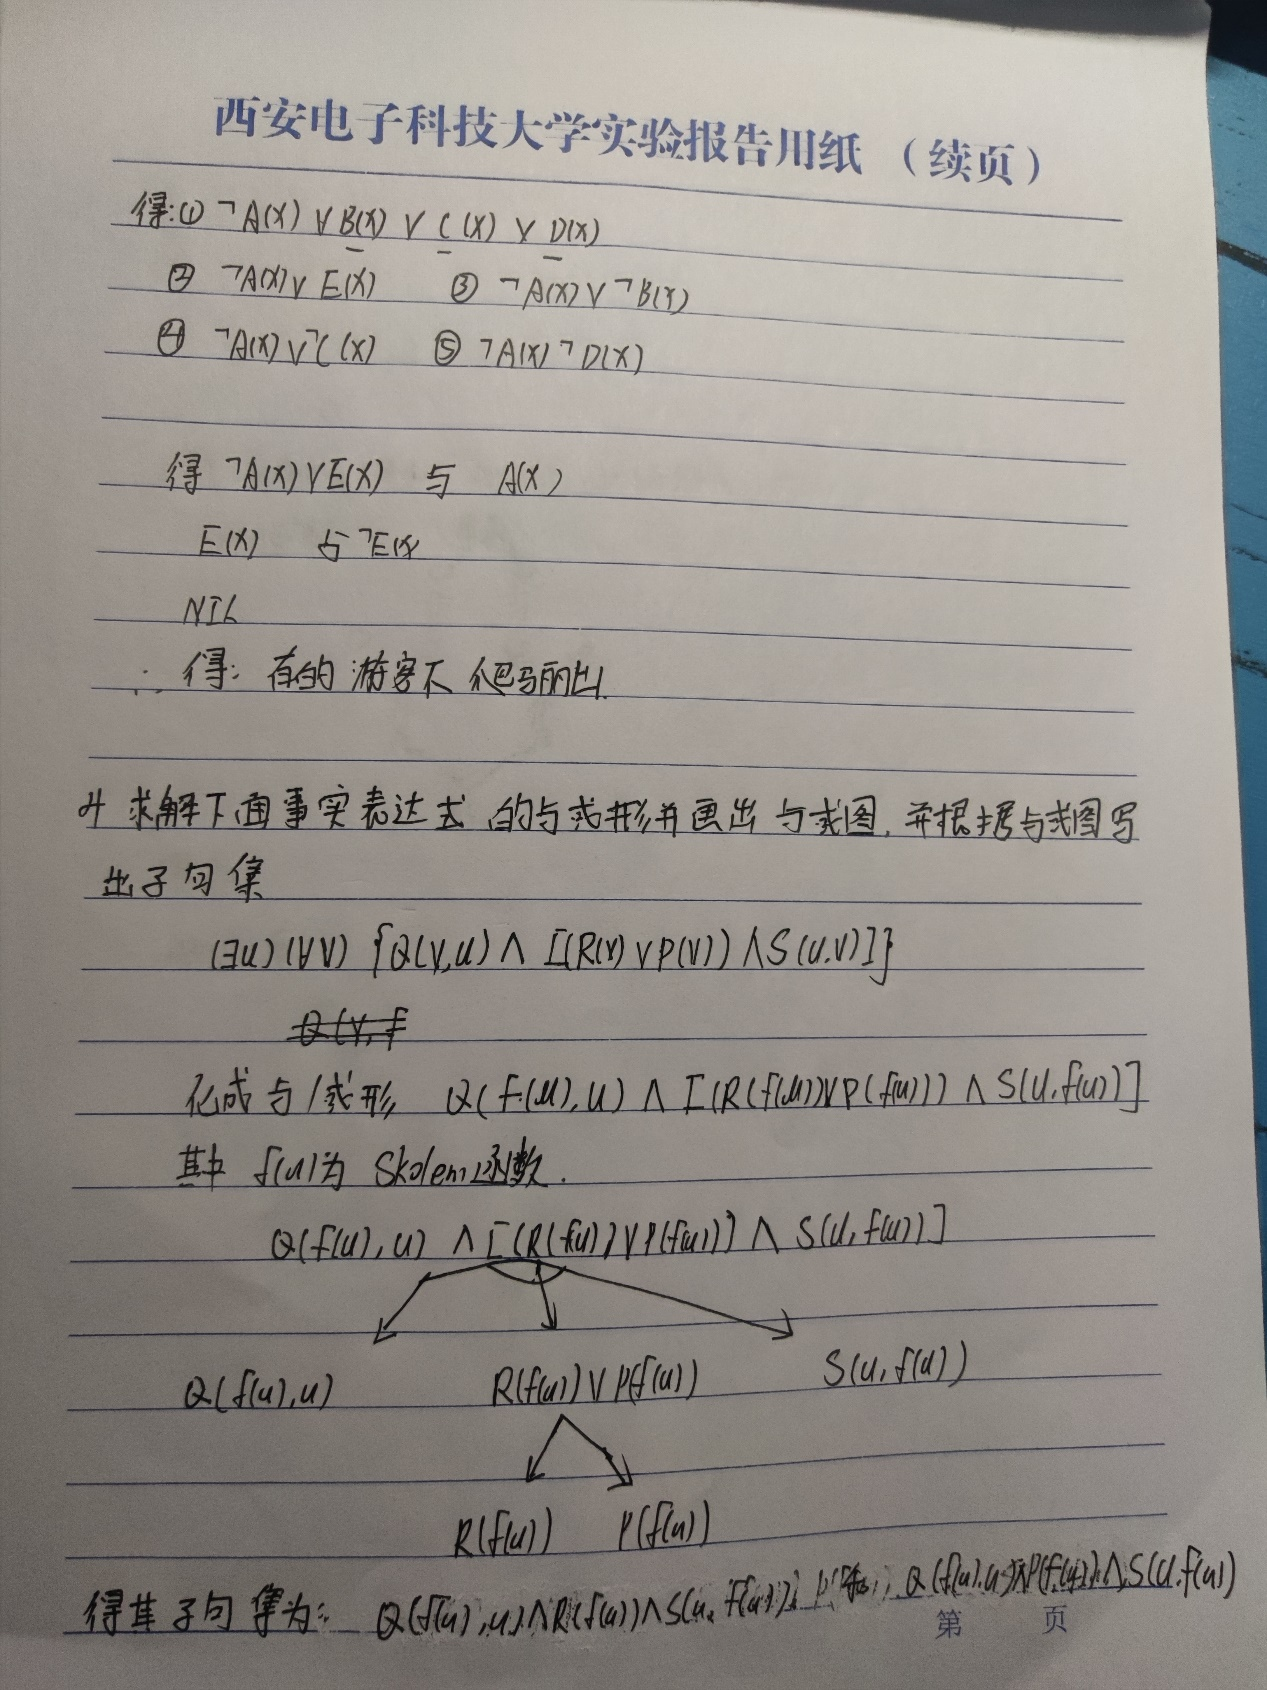 西安电子科技大学实验报告用纸 （续页）
得:① ¬A(X) ∨ B(X) ∨ C(X) ∨ D(X)
② ¬A(X) ∨ E(X) ③ ¬A(X) ∨ ¬B(X)
④ ¬A(X) ∨ ¬C(X) ⑤ ¬A(X) ¬D(X)
得 ¬A(X) ∨ E(X) 与 A(X)
E(X) 与 ¬E(X)
NIL
∴ 得: 有的游客不爬马丽山.
4 求解下面事实表达式的与或形并画出与或图, 并根据与或图写
出子句集
(∃u) (∀V) {Q(V,u) ∧ [(R(V) ∨ P(V)) ∧ S(u.V)]}
Q(V, f
化成与/或形 Q(f(u), u) ∧ [(R(f(u)) ∨ P(f(u))) ∧ S(u, f(u))]
其中 f(u)为 Skolem函数.
Q(f(u), u) ∧ [(R(f(u)) ∨ P(f(u))) ∧ S(u, f(u))]
Q(f(u),u) R(f(u)) ∨ P(f(u)) S(u, f(u))
R(f(u)) P(f(u))
得其子句集为: Q(f(u),u) ∧ R(f(u)) ∧ S(u, f(u)); Q(f(u).u) ∧ P(f(u)) ∧ S(u.f(u))
第 页